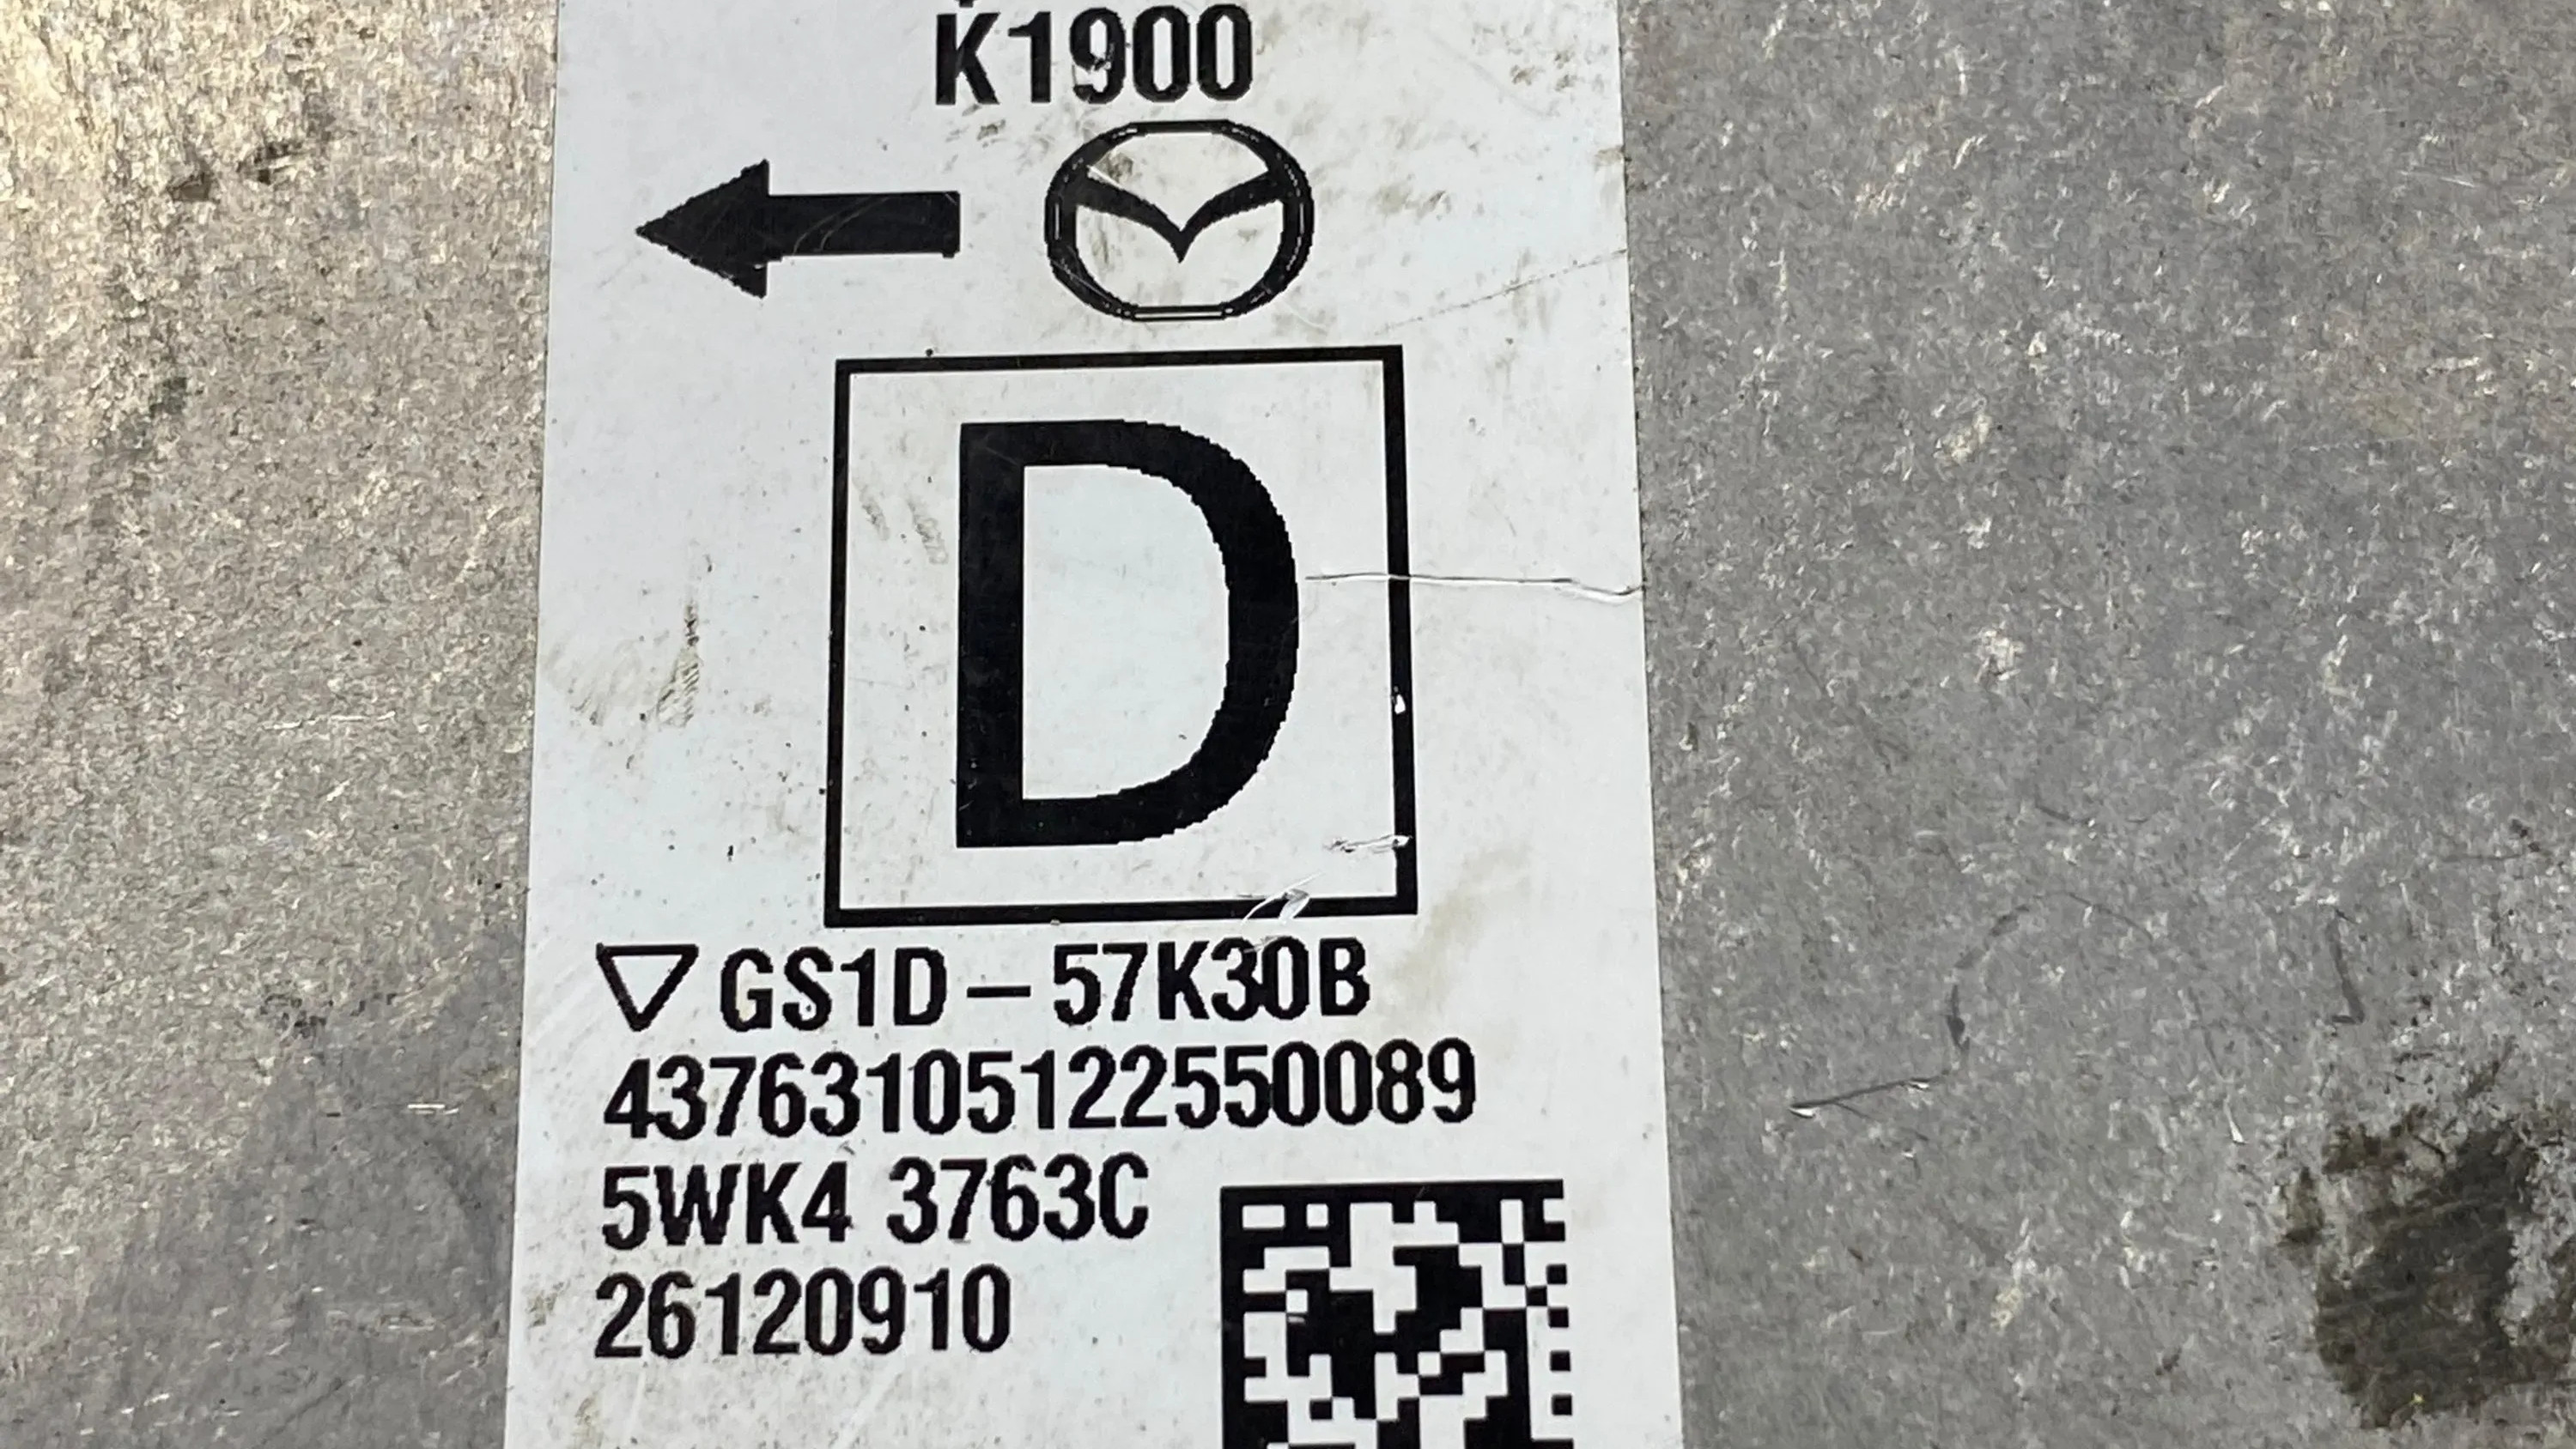 K1900
D
GS1D – 57K30B
43763105122550089
5WK4 3763C
26120910